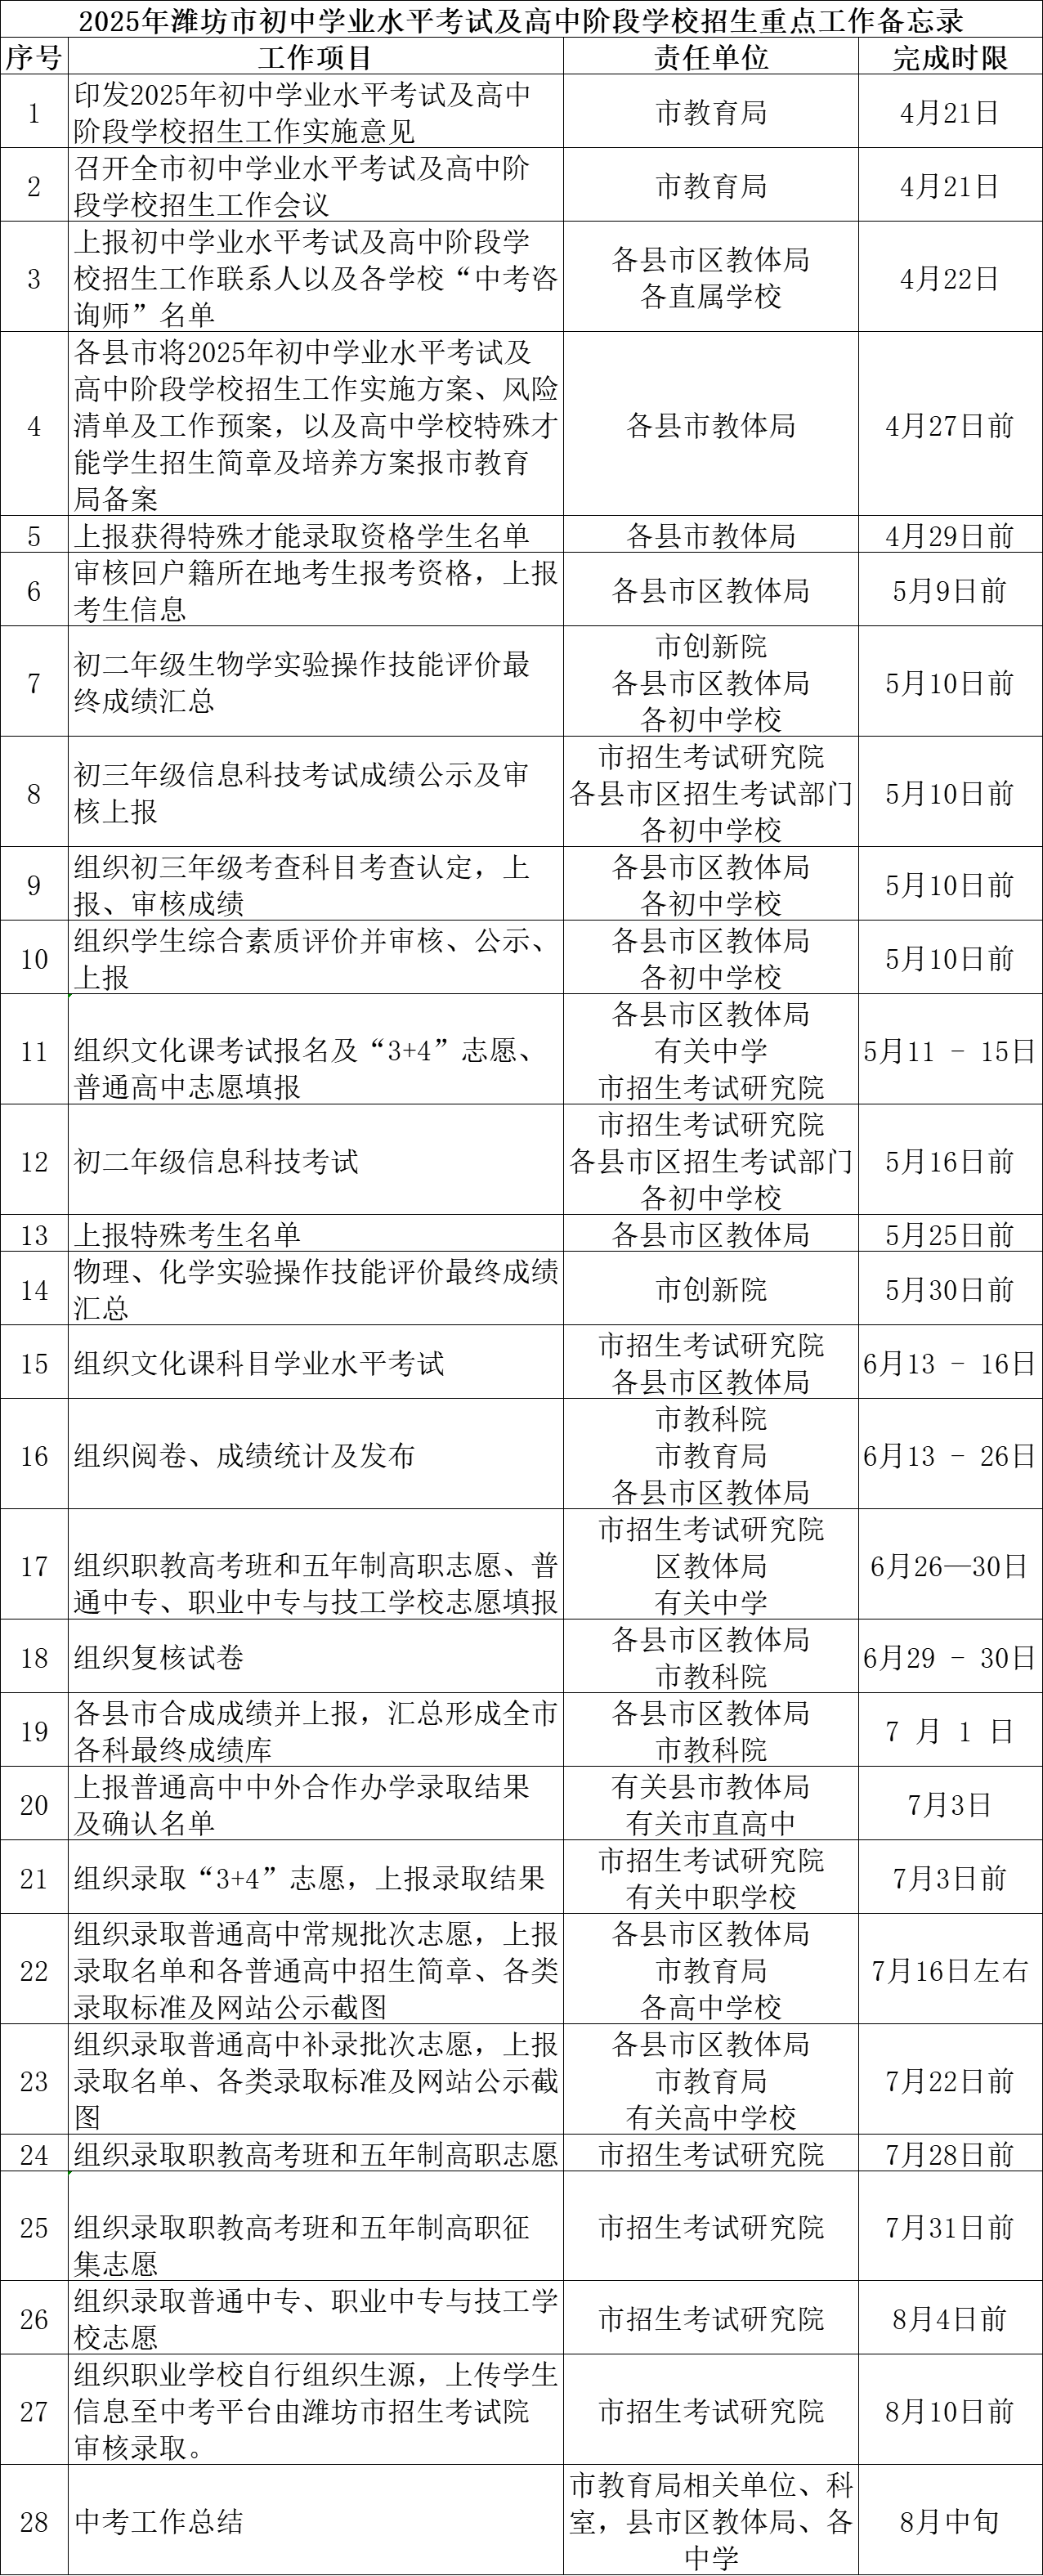 2025年潍坊市初中学业水平考试及高中阶段学校招生重点工作备忘录
序号 工作项目 责任单位 完成时限
1
印发2025年初中学业水平考试及高中
阶段学校招生工作实施意见
市教育局
4月21日
2
召开全市初中学业水平考试及高中阶
段学校招生工作会议
市教育局
4月21日
3
上报初中学业水平考试及高中阶段学
校招生工作联系人以及各学校“中考咨
询师”名单
各县市区教体局
各直属学校
4月22日
4
各县市将2025年初中学业水平考试及
高中阶段学校招生工作实施方案、风险
清单及工作预案，以及高中学校特殊才
能学生招生简章及培养方案报市教育
局备案
各县市教体局
4月27日前
5
上报获得特殊才能录取资格学生名单
各县市教体局
4月29日前
6
审核回户籍所在地考生报考资格，上报
考生信息
各县市区教体局
5月9日前
7
初二年级生物学实验操作技能评价最
终成绩汇总
市创新院
各县市区教体局
各初中学校
5月10日前
8
初三年级信息科技考试成绩公示及审
核上报
市招生考试研究院
各县市区招生考试部门
各初中学校
5月10日前
9
组织初三年级考查科目考查认定，上
报、审核成绩
各县市区教体局
各初中学校
5月10日前
10
组织学生综合素质评价并审核、公示、
上报
各县市区教体局
各初中学校
5月10日前
11
组织文化课考试报名及“3+4”志愿、
普通高中志愿填报
各县市区教体局
有关中学
市招生考试研究院
5月11 - 15日
12
初二年级信息科技考试
市招生考试研究院
各县市区招生考试部门
各初中学校
5月16日前
13
上报特殊考生名单
各县市区教体局
5月25日前
14
物理、化学实验操作技能评价最终成绩
汇总
市创新院
5月30日前
15
组织文化课科目学业水平考试
市招生考试研究院
各县市区教体局
6月13 - 16日
16
组织阅卷、成绩统计及发布
市教科院
市教育局
各县市区教体局
6月13 - 26日
17
组织职教高考班和五年制高职志愿、普
通中专、职业中专与技工学校志愿填报
市招生考试研究院
区教体局
有关中学
6月26—30日
18
组织复核试卷
各县市区教体局
市教科院
6月29 - 30日
19
各县市合成成绩并上报，汇总形成全市
各科最终成绩库
各县市区教体局
市教科院
7 月 1 日
20
上报普通高中中外合作办学录取结果
及确认名单
有关县市教体局
有关市直高中
7月3日
21
组织录取“3+4”志愿，上报录取结果
市招生考试研究院
有关中职学校
7月3日前
22
组织录取普通高中常规批次志愿，上报
录取名单和各普通高中招生简章、各类
录取标准及网站公示截图
各县市区教体局
市教育局
各高中学校
7月16日左右
23
组织录取普通高中补录批次志愿，上报
录取名单、各类录取标准及网站公示截
图
各县市区教体局
市教育局
有关高中学校
7月22日前
24
组织录取职教高考班和五年制高职志愿
市招生考试研究院
7月28日前
25
组织录取职教高考班和五年制高职征
集志愿
市招生考试研究院
7月31日前
26
组织录取普通中专、职业中专与技工学
校志愿
市招生考试研究院
8月4日前
27
组织职业学校自行组织生源，上传学生
信息至中考平台由潍坊市招生考试院
审核录取。
市招生考试研究院
8月10日前
28
中考工作总结
市教育局相关单位、科
室，县市区教体局、各
中学
8月中旬